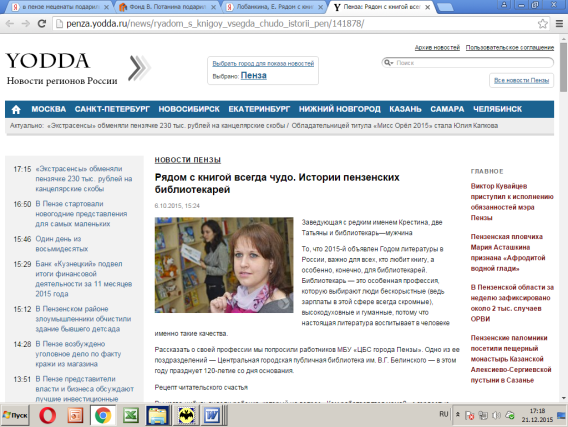 в пензе меценаты подарил
Фонд В. Потанина подарил
Лобанкина, Е. Рядом с книг
Пенза: Рядом с книгой всег
penza.yodda.ru/news/ryadom_s_knigoy_vsegda_chudo_istorii_pen/141878/
Архив новостей Пользовательское соглашение
YODDA
Новости регионов России
Выбрать город для показа новостей
Выбрано: Пенза
Поиск
Все новости Пензы
МОСКВА САНКТ-ПЕТЕРБУРГ НОВОСИБИРСК ЕКАТЕРИНБУРГ НИЖНИЙ НОВГОРОД КАЗАНЬ САМАРА ЧЕЛЯБИНСК
Актуально: «Экстрасенсы» обменяли пензячке 230 тыс. рублей на канцелярские скобы / Обладательницей титула «Мисс Орёл 2015» стала Юлия Капкова
17:15 «Экстрасенсы» обменяли
пензячке 230 тыс. рублей на
канцелярские скобы
16:50 В Пензе стартовали
новогодние представления
для самых маленьких
15:46 Один день из
восьмидесятых
15:29 Банк «Кузнецкий» подвел
итоги финансовой
деятельности за 11 месяцев
2015 года
15:12 В Пензенском районе
злоумышленники обчистили
здание бывшего детсада
14:28 В Пензе возбуждено
уголовное дело по факту
кражи из магазина
13:51 В Пензе представители
власти и бизнеса обсуждают
лучшие инвестиционные
НОВОСТИ ПЕНЗЫ
Рядом с книгой всегда чудо. Истории пензенских
библиотекарей
6.10.2015, 15:24
Заведующая с редким именем Крестина, две
Татьяны и библиотекарь—мужчина
То, что 2015-й объявлен Годом литературы в
России, важно для всех, кто любит книгу, а
особенно, конечно, для библиотекарей.
Библиотекарь — это особенная профессия,
которую выбирают люди бескорыстные (ведь
зарплаты в этой сфере всегда скромные),
высокодуховные и гуманные, потому что
настоящая литература воспитывает в человеке
именно такие качества.
Рассказать о своей профессии мы попросили работников МБУ «ЦБС города Пензы». Одно из ее
поздразделений — Центральная городская публичная библиотека им. В.Г. Белинского — в этом
году празднует 120-летие со дня основания.
Рецепт читательского счастья
ГЛАВНОЕ
Виктор Кувайцев
приступил к исполнению
обязанностей мэра
Пензы
Пензенская пловчиха
Мария Асташкина
признана «Афродитой
водной глади»
В Пензенской области за
неделю зафиксировано
около 2 тыс. случаев
ОРВИ
Пензенские паломники
посетили пещерный
монастырь Казанской
Алексиево-Сергиевской
пустыни в Сазанье
Пуск
RU
17:18
21.12.2015